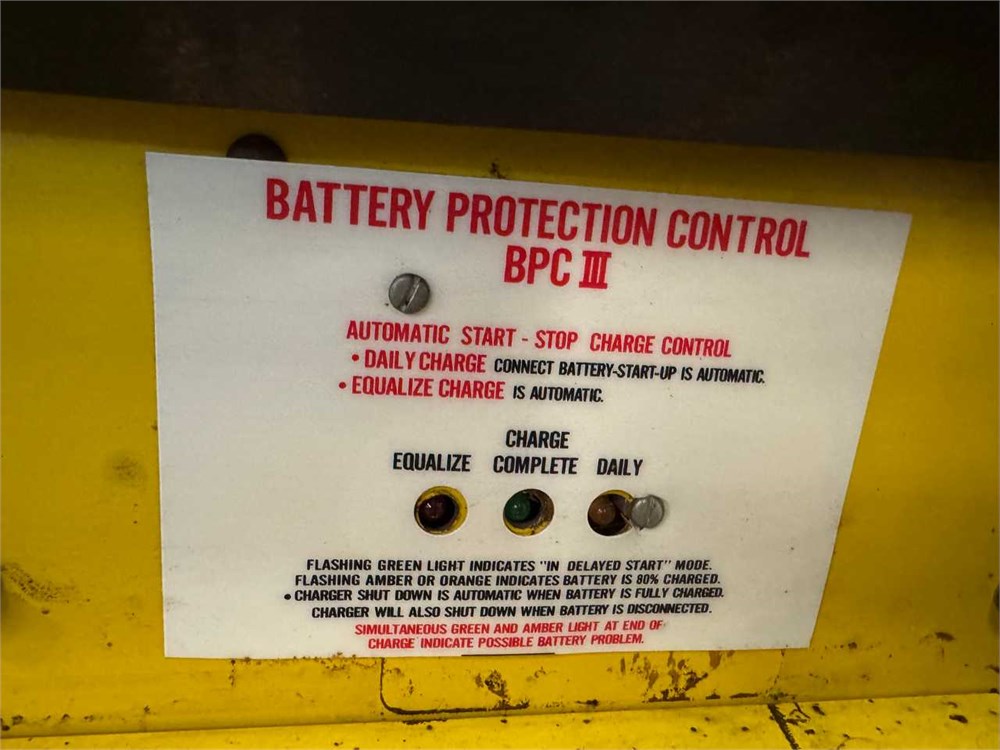 BATTERY PROTECTION CONTROL
BPC III
AUTOMATIC START - STOP CHARGE CONTROL
• DAILY CHARGE CONNECT BATTERY-START-UP IS AUTOMATIC.
• EQUALIZE CHARGE IS AUTOMATIC.
EQUALIZE CHARGE COMPLETE DAILY
FLASHING GREEN LIGHT INDICATES "IN DELAYED START" MODE.
FLASHING AMBER OR ORANGE INDICATES BATTERY IS 80% CHARGED.
• CHARGER SHUT DOWN IS AUTOMATIC WHEN BATTERY IS FULLY CHARGED.
CHARGER WILL ALSO SHUT DOWN WHEN BATTERY IS DISCONNECTED.
SIMULTANEOUS GREEN AND AMBER LIGHT AT END OF
CHARGE INDICATE POSSIBLE BATTERY PROBLEM.